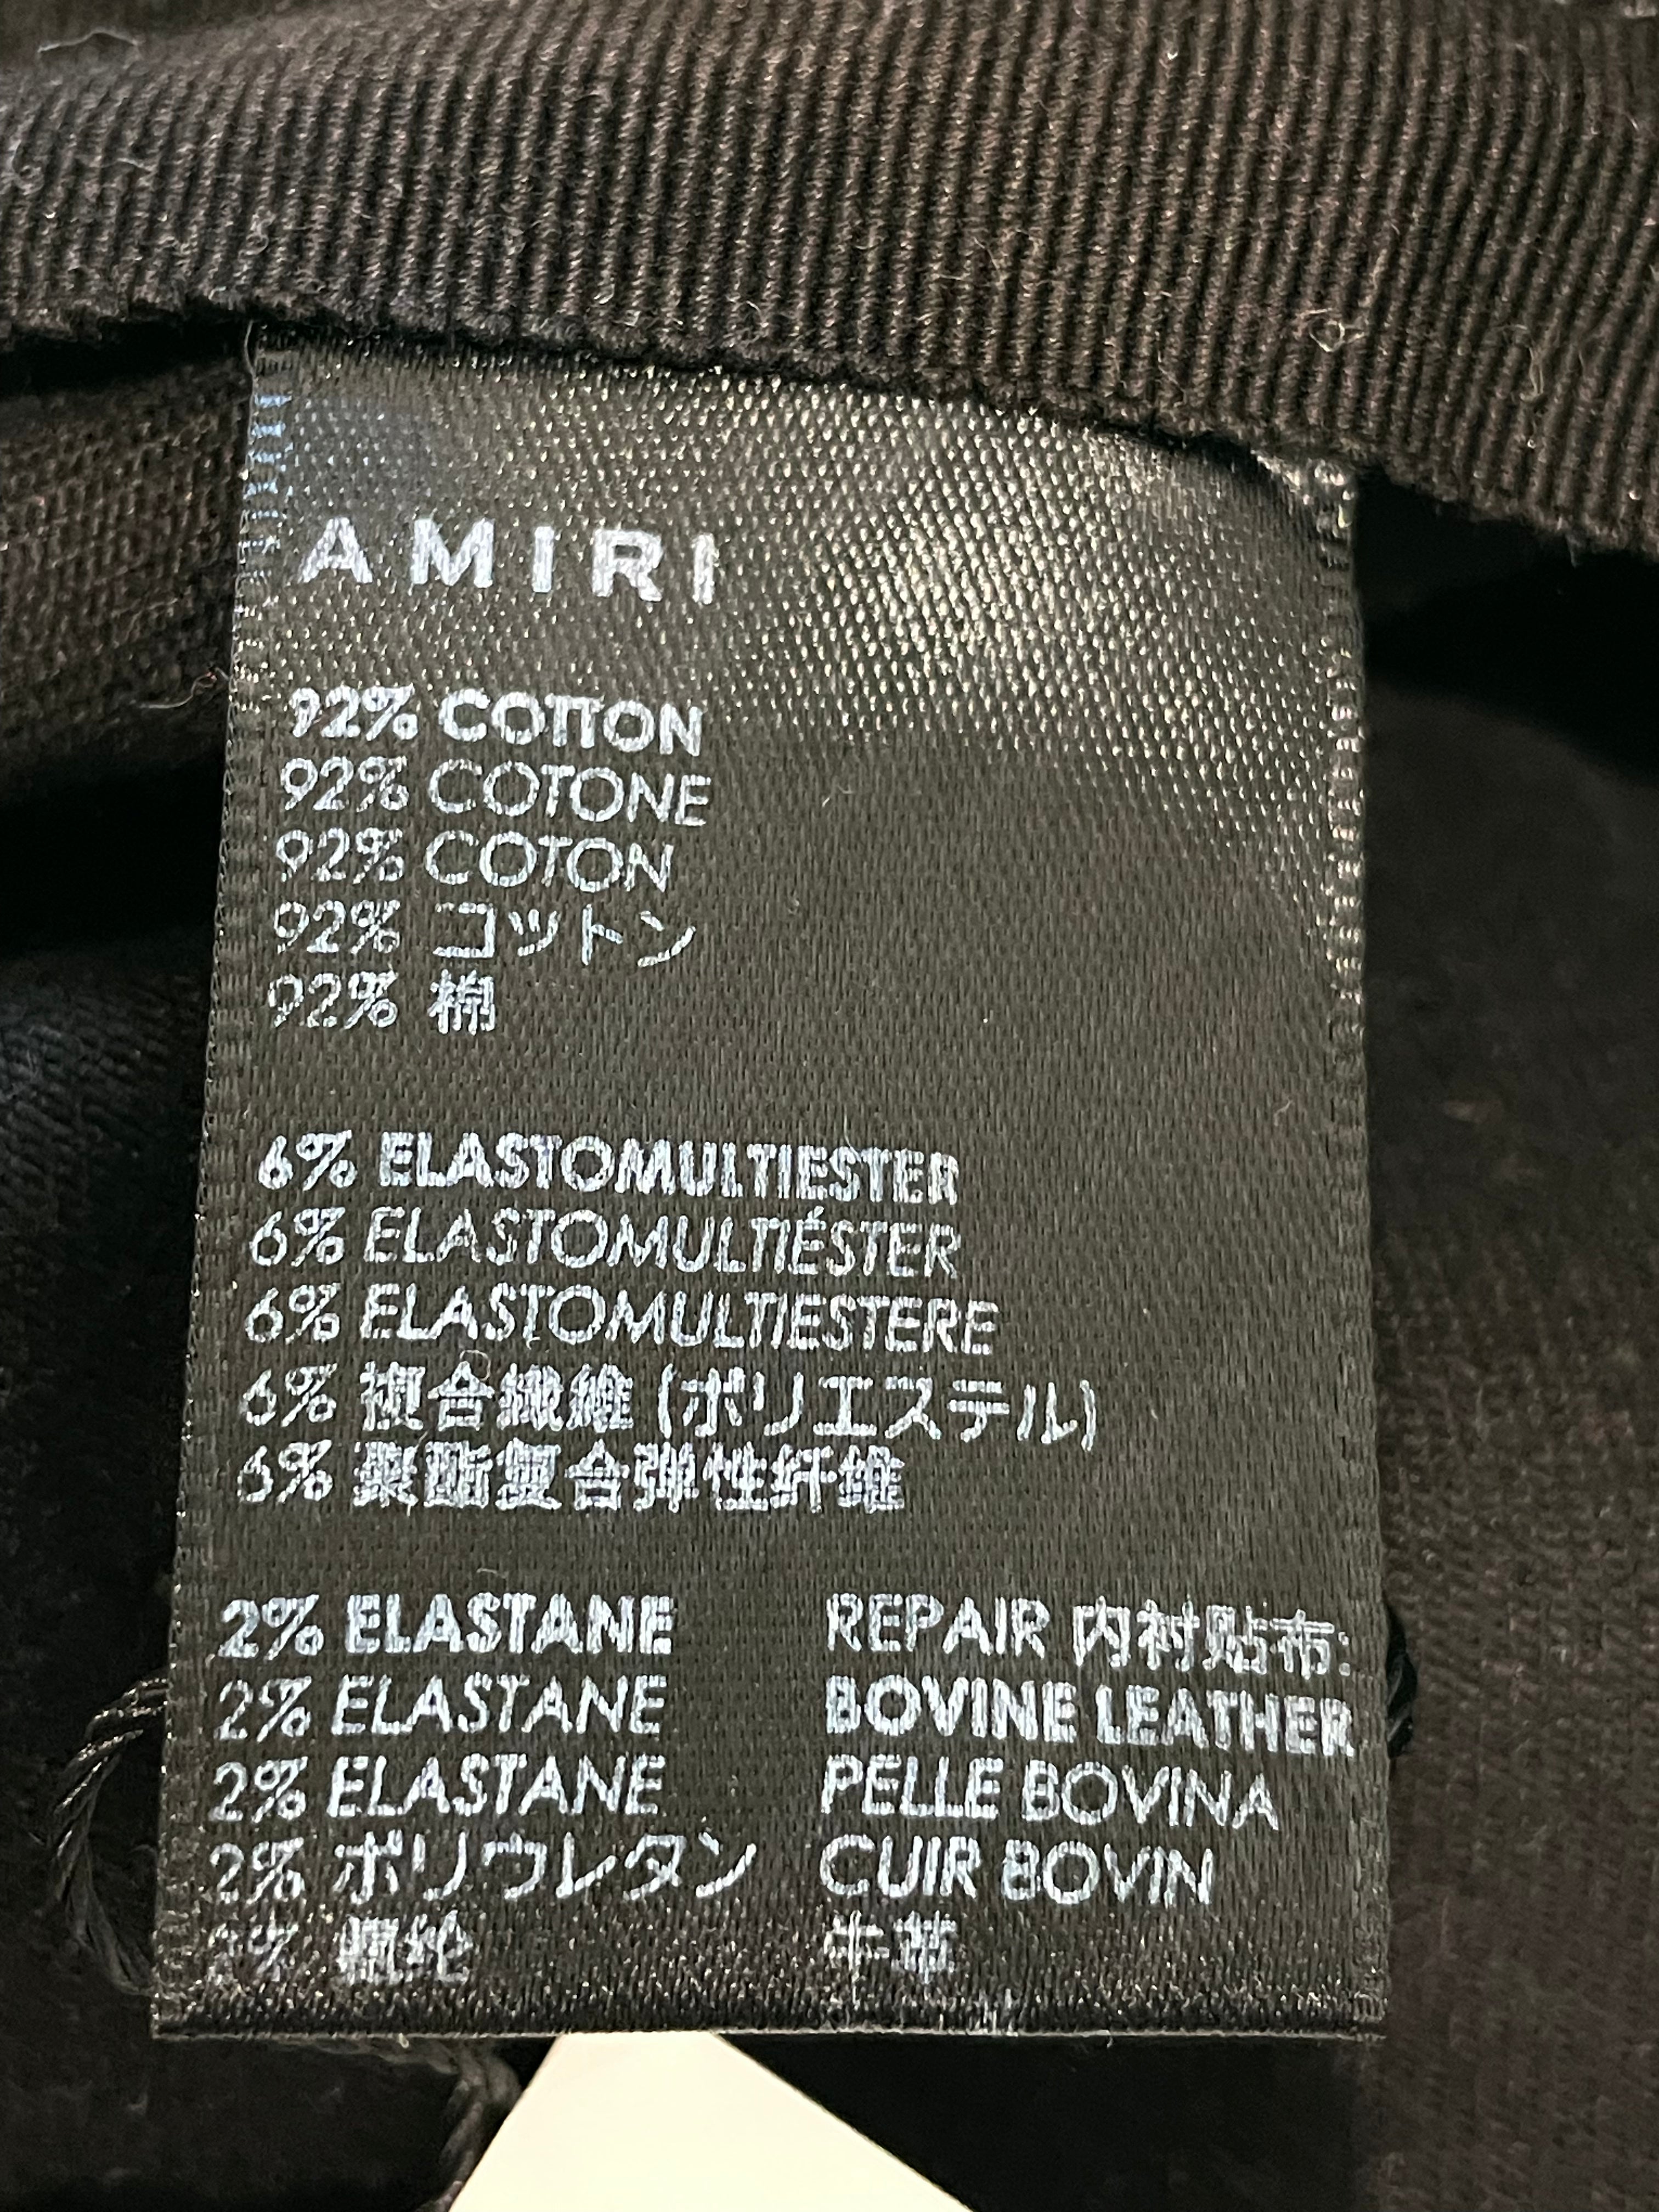 AMIRI
92% COTTON
92% COTONE
92% COTON
92% コットン
92% 棉
6% ELASTOMULTIESTER
6% ELASTOMULTIÉSTER
6% ELASTOMULTIESTERE
6% 複合繊維 (ポリエステル)
6% 聚酯复合弹性纤维
2% ELASTANE
2% ELASTANE
2% ELASTANE
2% ポリウレタン
2% 氨纶
REPAIR 内衬贴布:
BOVINE LEATHER
PELLE BOVINA
CUIR BOVIN
牛革